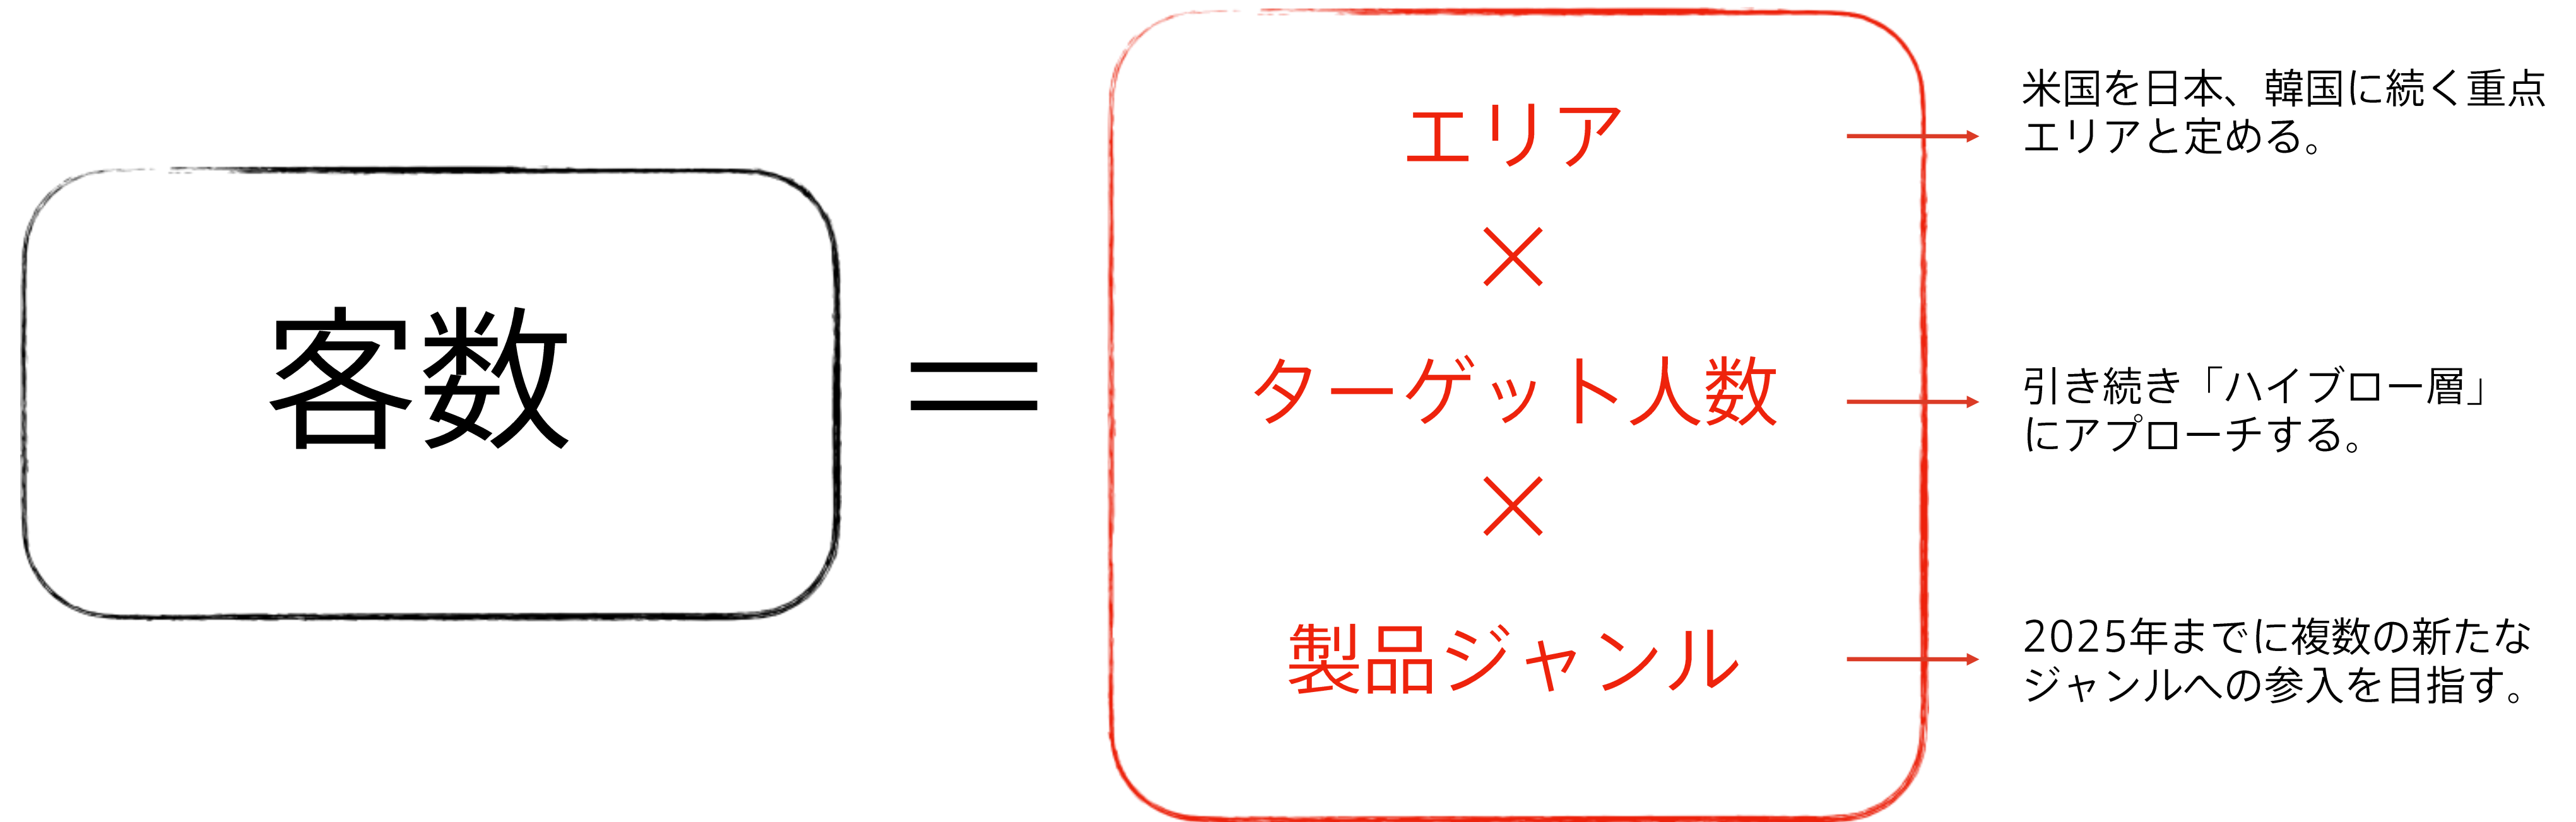 客数
＝
エリア
×
ターゲット人数
×
製品ジャンル
米国を日本、韓国に続く重点
エリアと定める。
引き続き「ハイブロー層」
にアプローチする。
2025年までに複数の新たな
ジャンルへの参入を目指す。